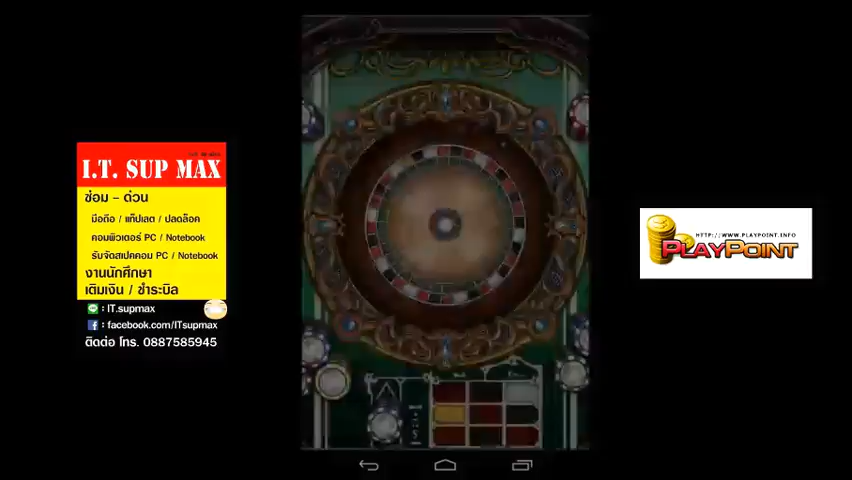 I.T. SUP MAX
ซ่อม - ด่วน
มือถือ / แท็ปเลต / ปลดล็อค
คอมพิวเตอร์ PC / Notebook
รับจัดสเปคคอม PC / Notebook
งานนักศึกษา
เติมเงิน / ชำระบิล
: IT.supmax
: facebook.com/ITsupmax
ติดต่อ โทร. 0887585945
HTTP://WWW.PLAYPOINT.INFO
PLAYPOINT